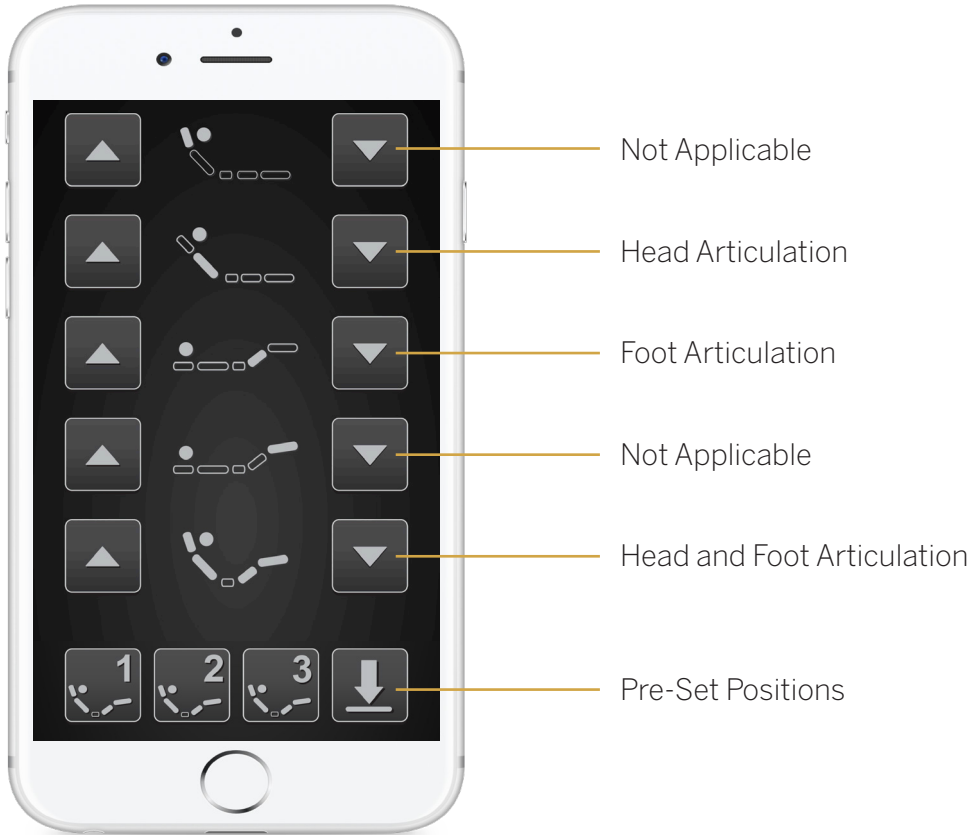 Not Applicable
Head Articulation
Foot Articulation
Not Applicable
Head and Foot Articulation
1 2 3
Pre-Set Positions